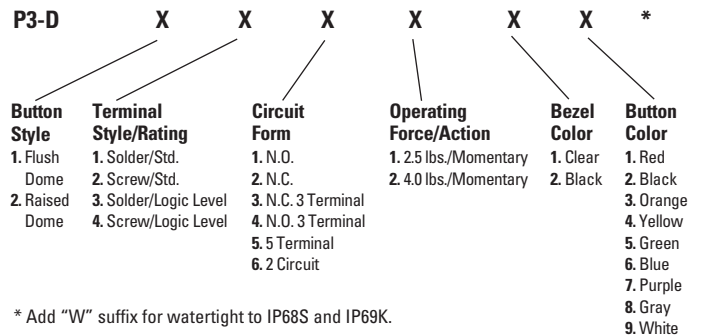 P3-D X X X X X X *
Button Style
Terminal Style/Rating
Circuit Form
Operating Force/Action
Bezel Color
Button Color
1. Flush Dome
2. Raised Dome
1. Solder/Std.
2. Screw/Std.
3. Solder/Logic Level
4. Screw/Logic Level
1. N.O.
2. N.C.
3. N.C. 3 Terminal
4. N.O. 3 Terminal
5. 5 Terminal
6. 2 Circuit
1. 2.5 lbs./Momentary
2. 4.0 lbs./Momentary
1. Clear
2. Black
1. Red
2. Black
3. Orange
4. Yellow
5. Green
6. Blue
7. Purple
8. Gray
9. White
* Add “W” suffix for watertight to IP68S and IP69K.